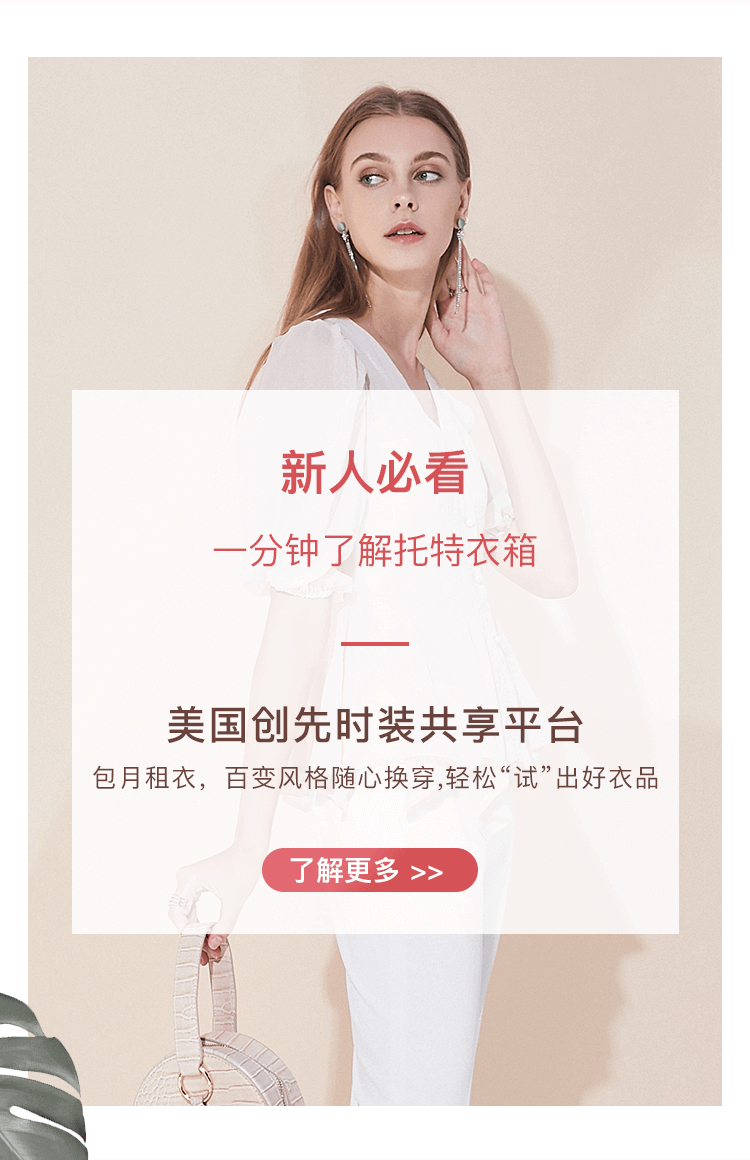 新人必看
一分钟了解托特衣箱
美国创先时装共享平台
包月租衣，百变风格随心换穿,轻松“试”出好衣品
了解更多 >>